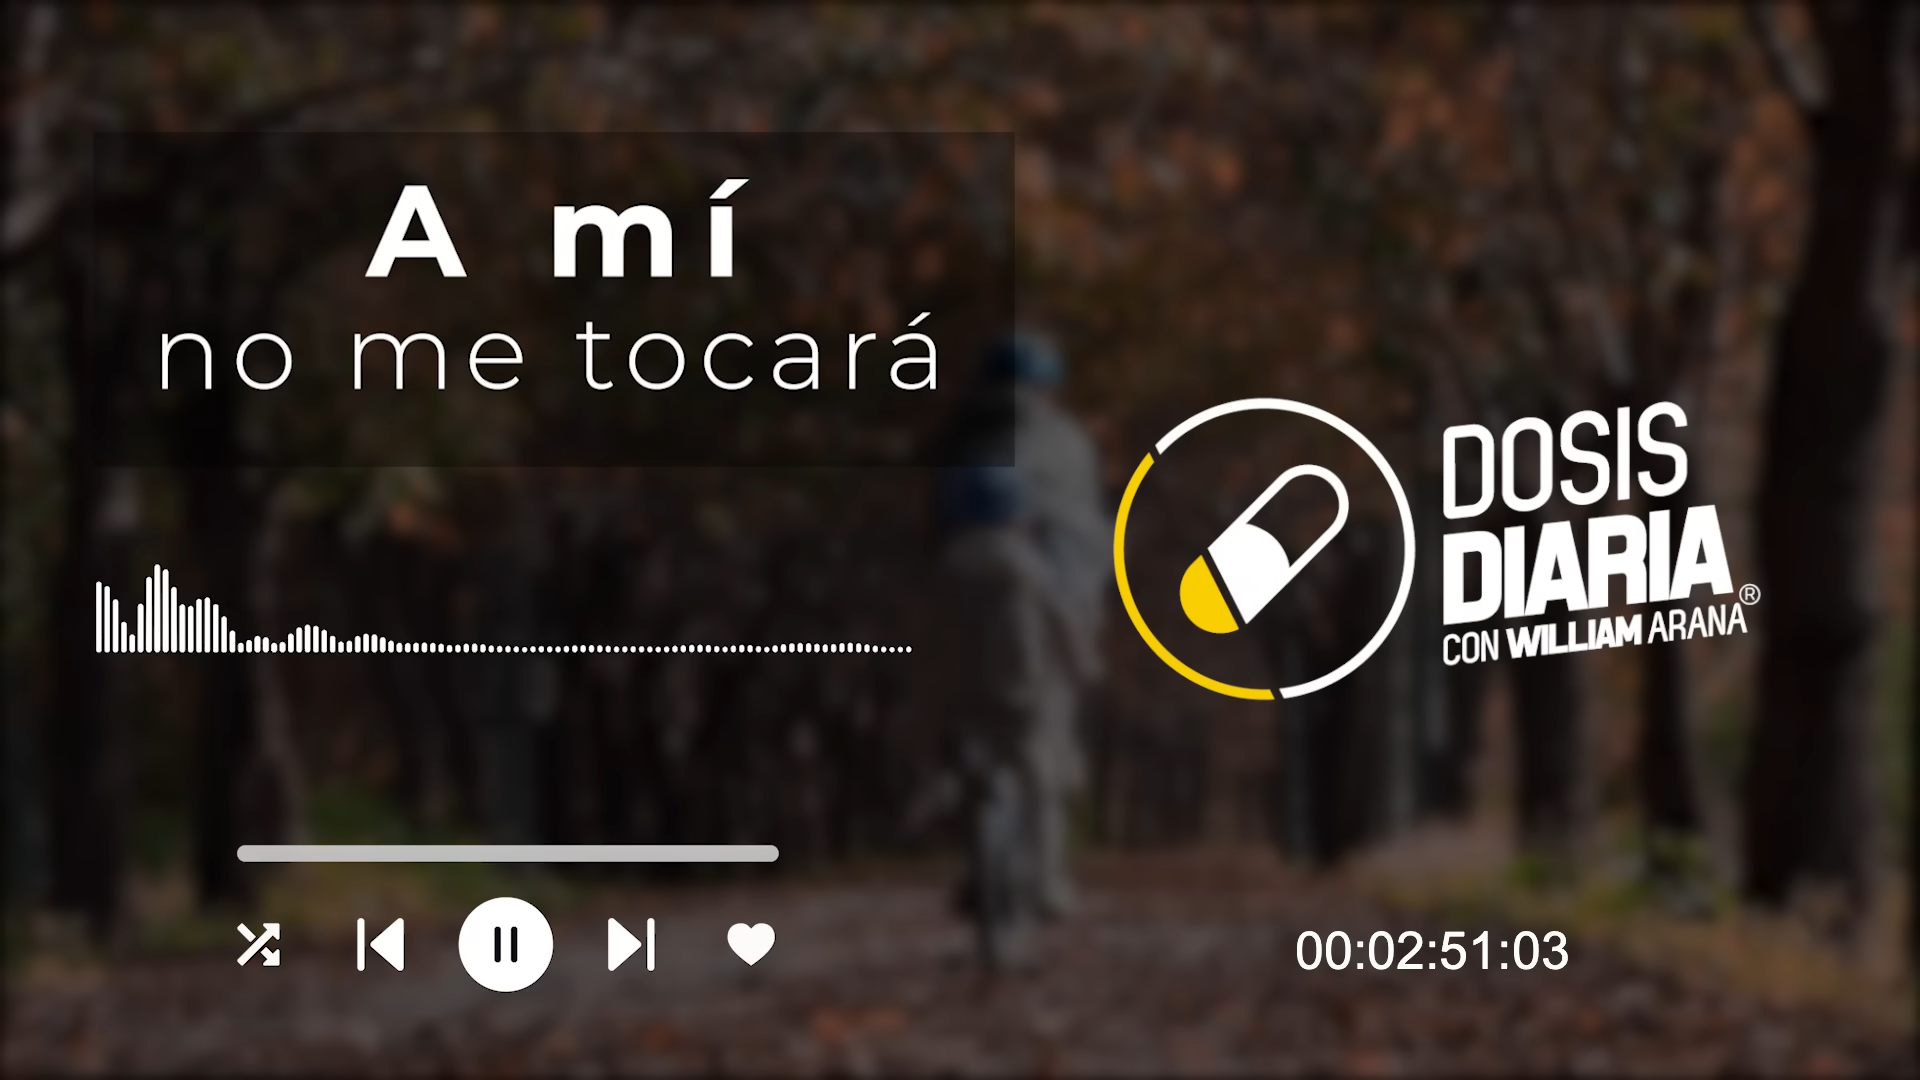 A mí
no me tocará
DOSIS
DIARIA®
CON WILLIAM ARANA
00:02:51:03